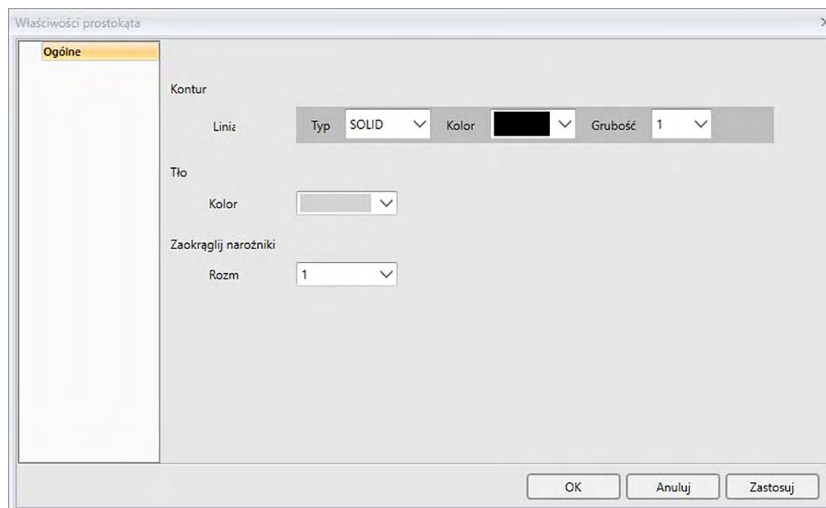 Właściwości prostokąta
Ogólne
Kontur
Linia Typ SOLID Kolor Grubość 1
Tło
Kolor
Zaokrąglij narożniki
Rozm 1
OK Anuluj Zastosuj